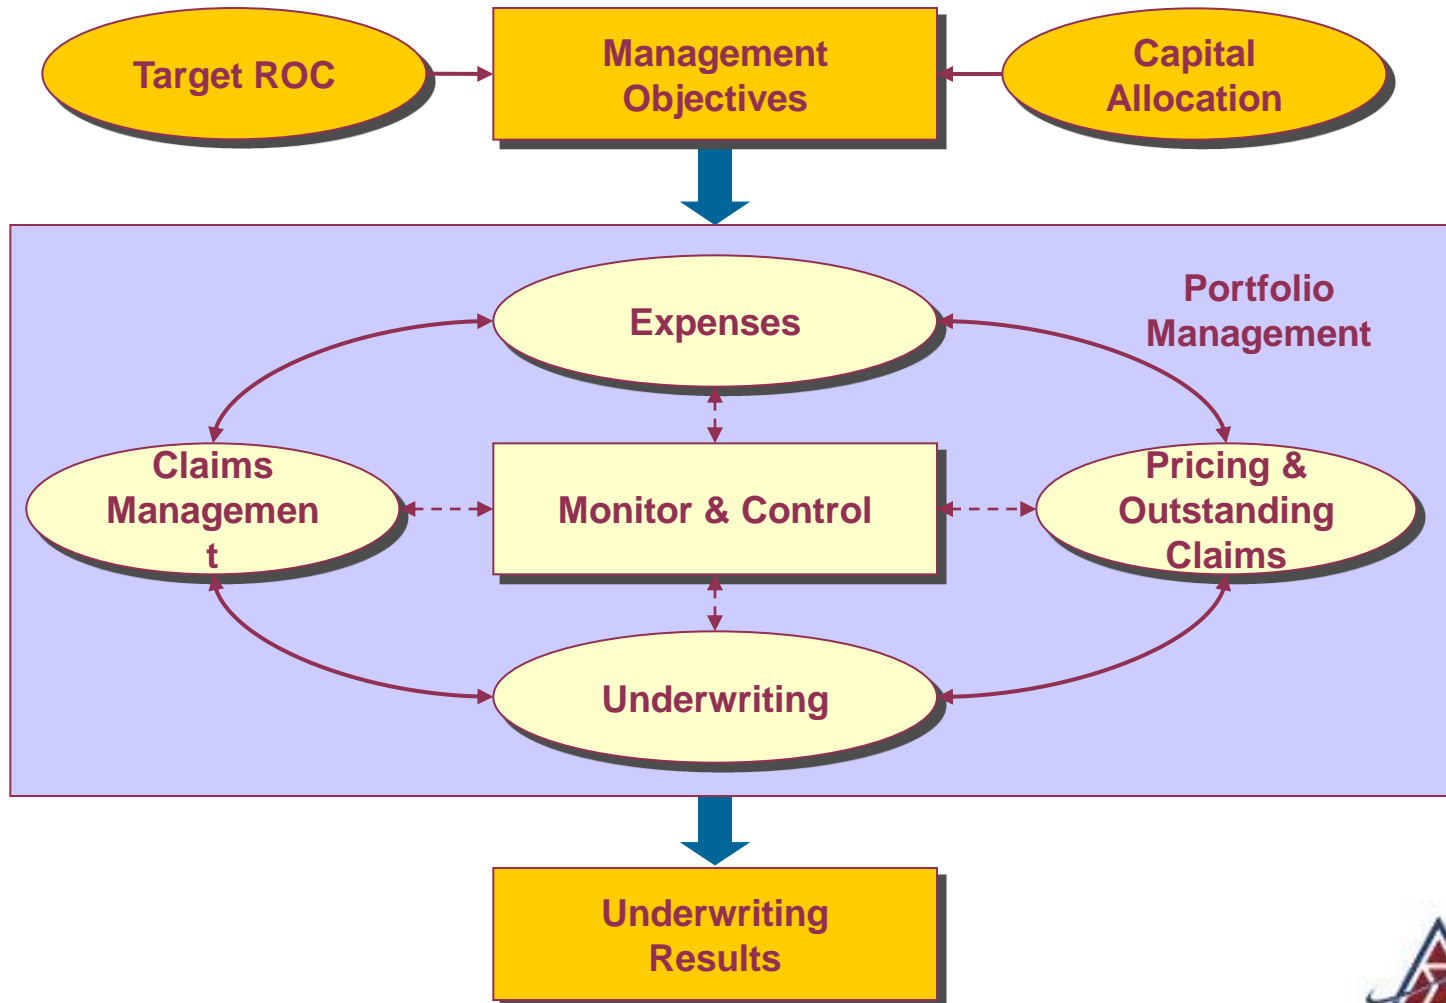 Target ROC
Management
Objectives
Capital
Allocation
Expenses
Portfolio
Management
Claims
Managemen
t
Monitor & Control
Pricing &
Outstanding
Claims
Underwriting
Underwriting
Results